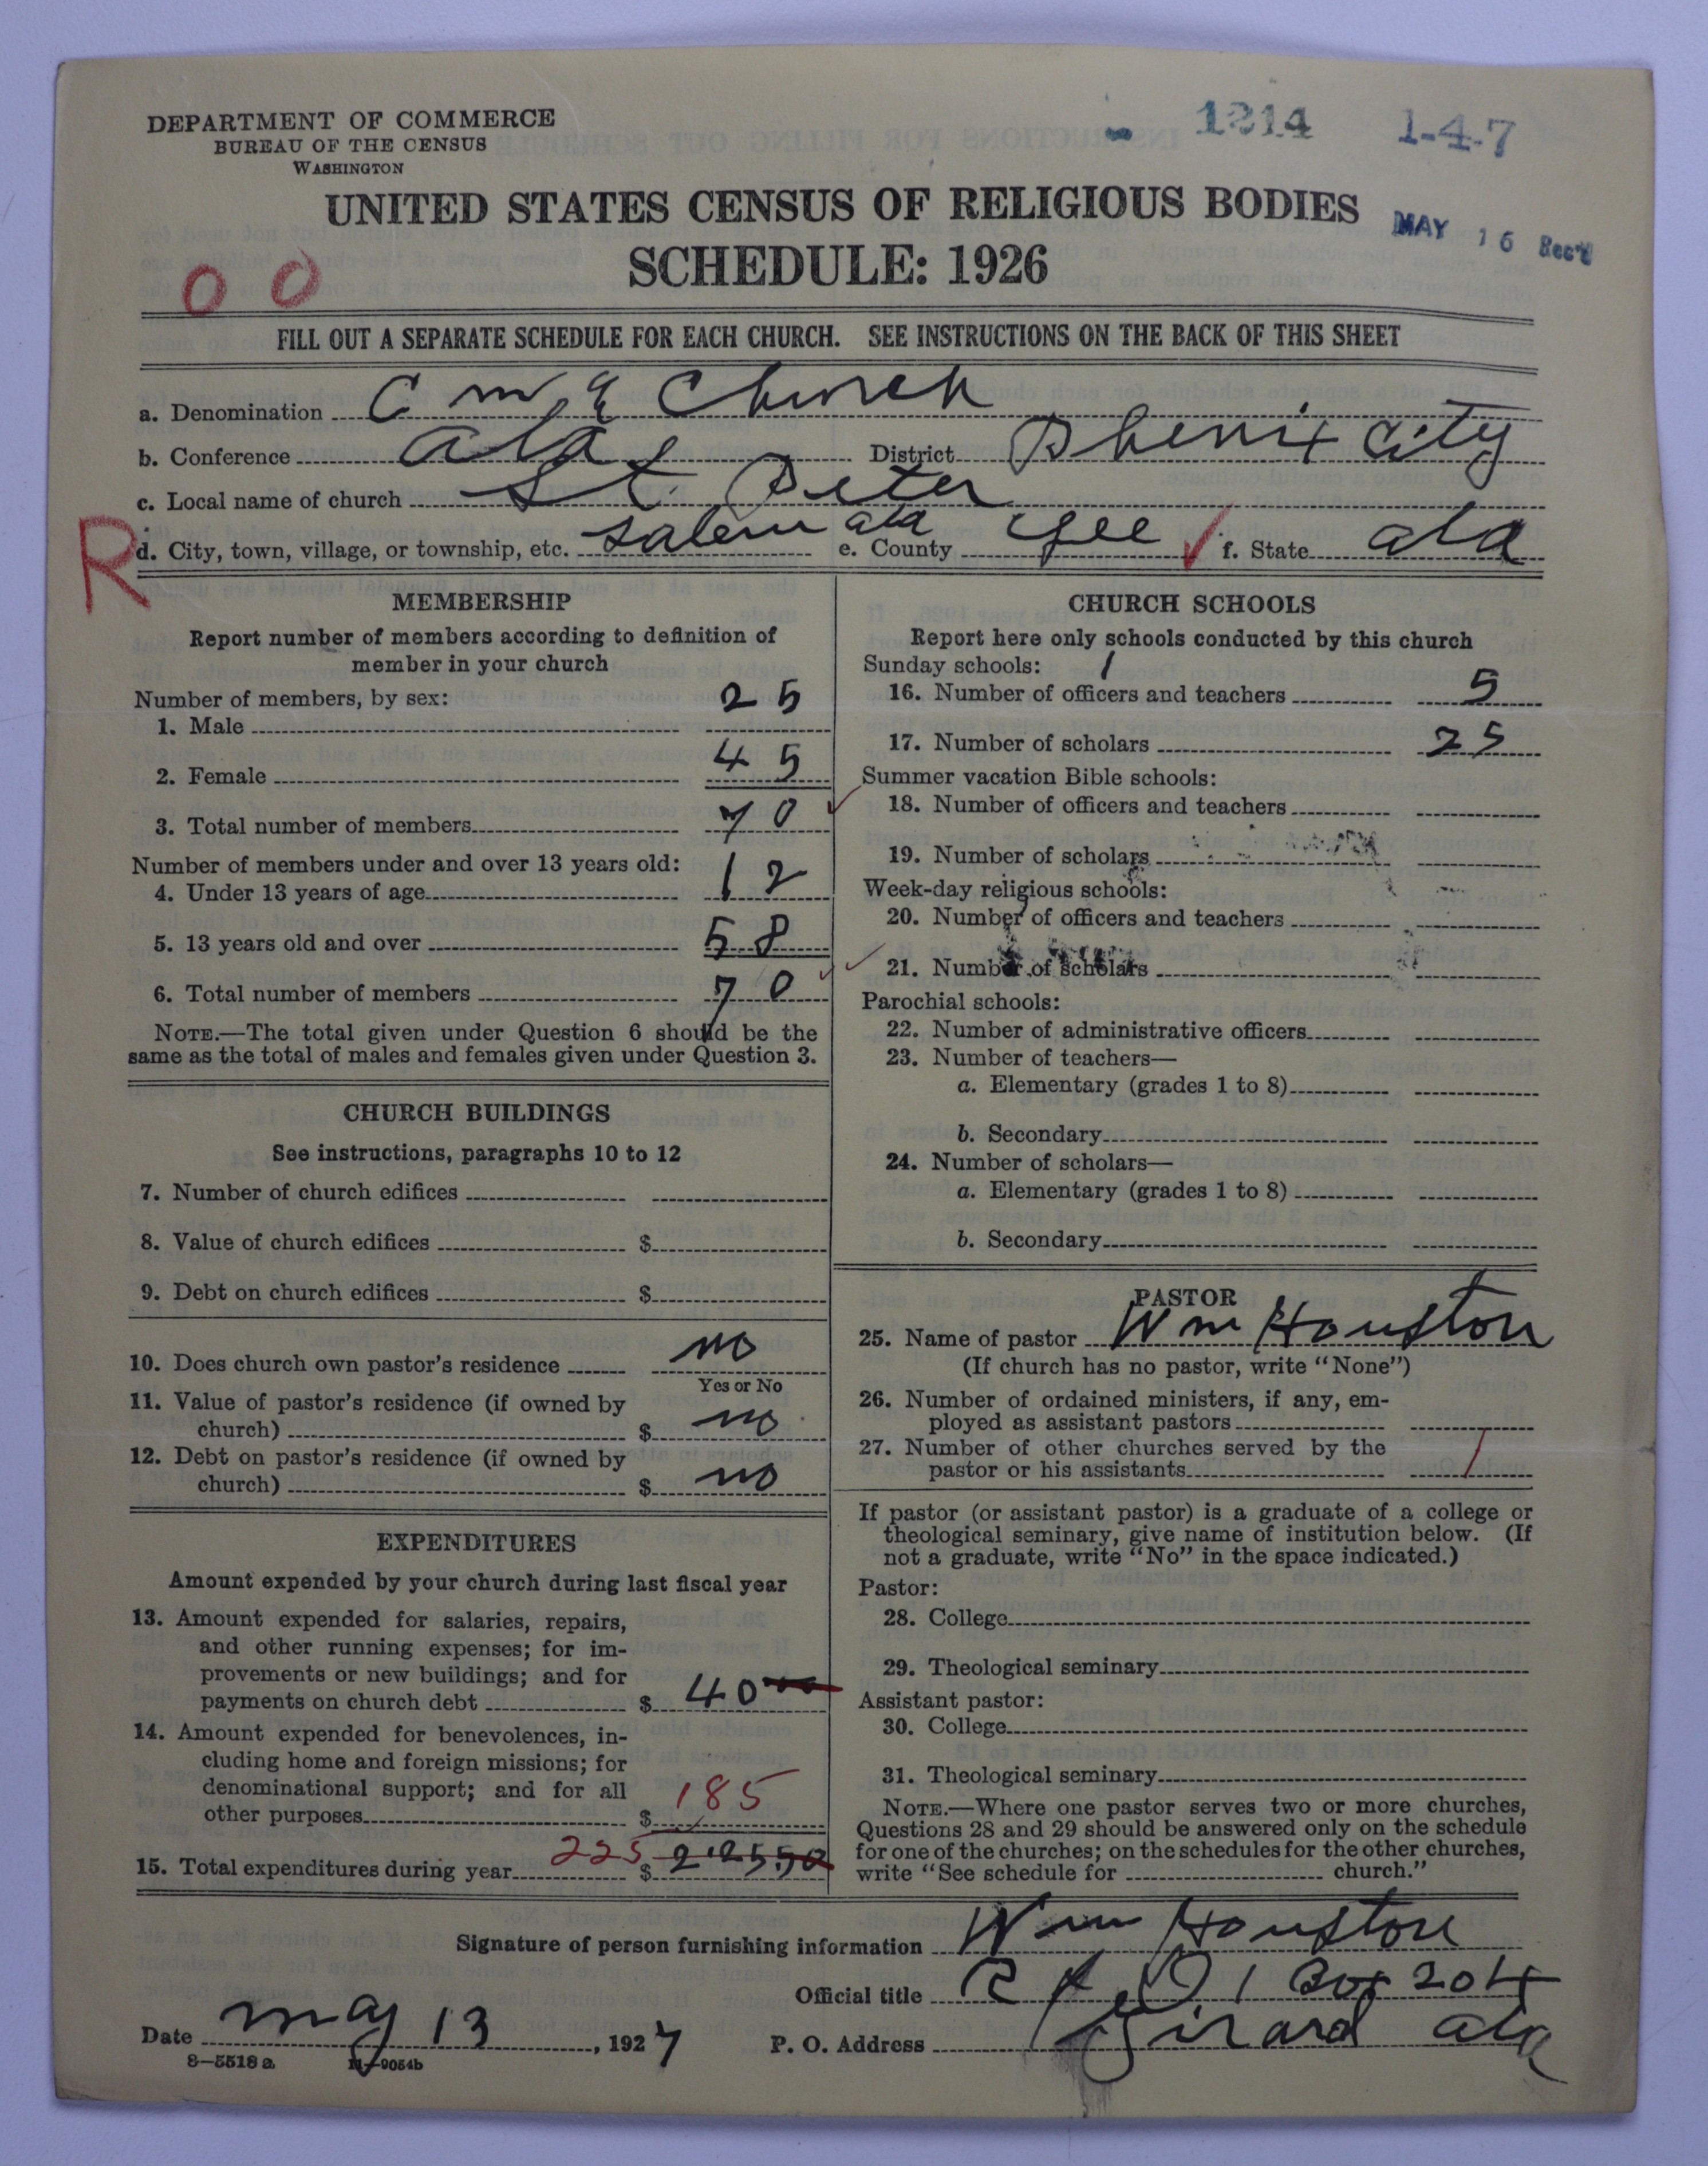 DEPARTMENT OF COMMERCE
BUREAU OF THE CENSUS
WASHINGTON
1214 1-4-7
UNITED STATES CENSUS OF RELIGIOUS BODIES
MAY 16 Rec'd
SCHEDULE: 1926
00
FILL OUT A SEPARATE SCHEDULE FOR EACH CHURCH. SEE INSTRUCTIONS ON THE BACK OF THIS SHEET
a. Denomination C M E Church
b. Conference Ala District Phenix City
c. Local name of church St. Peter
R
d. City, town, village, or township, etc. Salem ala e. County Lee ✓ f. State ala
MEMBERSHIP
Report number of members according to definition of
member in your church
Number of members, by sex:
1. Male 25
2. Female 45
3. Total number of members 70 ✓
Number of members under and over 13 years old:
4. Under 13 years of age 12
5. 13 years old and over 58
6. Total number of members 70 ✓ ✓
NOTE.—The total given under Question 6 should be the
same as the total of males and females given under Question 3.
CHURCH BUILDINGS
See instructions, paragraphs 10 to 12
7. Number of church edifices
8. Value of church edifices $
9. Debt on church edifices $
10. Does church own pastor's residence no
Yes or No
11. Value of pastor's residence (if owned by
church) $ no
12. Debt on pastor's residence (if owned by
church) $ no
EXPENDITURES
Amount expended by your church during last fiscal year
13. Amount expended for salaries, repairs,
and other running expenses; for im-
provements or new buildings; and for
payments on church debt $ 40
14. Amount expended for benevolences, in-
cluding home and foreign missions; for
denominational support; and for all
other purposes $ 185
15. Total expenditures during year 225 $
CHURCH SCHOOLS
Report here only schools conducted by this church
Sunday schools: 1
16. Number of officers and teachers 5
17. Number of scholars 25
Summer vacation Bible schools:
18. Number of officers and teachers
19. Number of scholars
Week-day religious schools:
20. Number of officers and teachers
21. Number of scholars
Parochial schools:
22. Number of administrative officers
23. Number of teachers—
a. Elementary (grades 1 to 8)
b. Secondary
24. Number of scholars—
a. Elementary (grades 1 to 8)
b. Secondary
PASTOR
25. Name of pastor Wm Houston
(If church has no pastor, write "None")
26. Number of ordained ministers, if any, em-
ployed as assistant pastors
27. Number of other churches served by the
pastor or his assistants 1
If pastor (or assistant pastor) is a graduate of a college or
theological seminary, give name of institution below. (If
not a graduate, write "No" in the space indicated.)
Pastor:
28. College
29. Theological seminary
Assistant pastor:
30. College
31. Theological seminary
NOTE.—Where one pastor serves two or more churches,
Questions 28 and 29 should be answered only on the schedule
for one of the churches; on the schedules for the other churches,
write "See schedule for church."
Signature of person furnishing information Wm Houston
Official title Box 204
Date May 13, 1927 P. O. Address Girard ala
8—5518 a 11—9054b